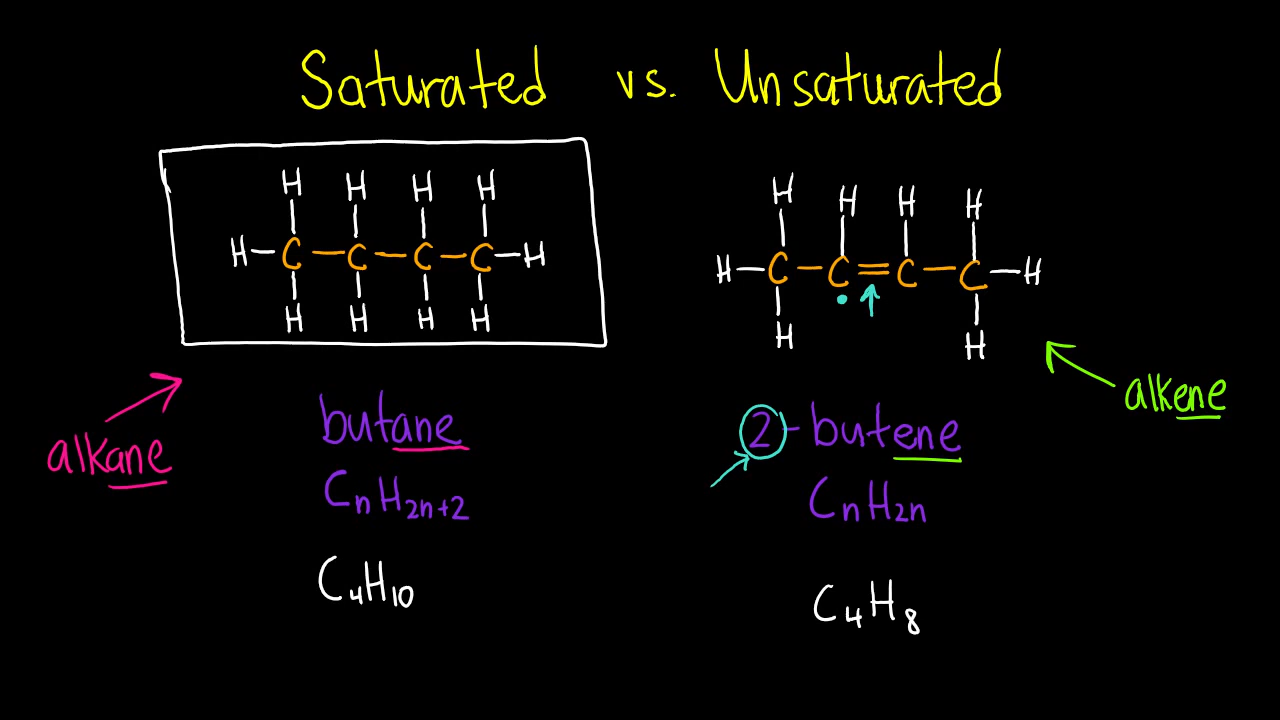 Saturated vs. Unsaturated
H H H H
H-C-C-C-C-H
H H H H
H H H H
H-C-C=C-C-H
H H
alkane
butane
CnH2n+2
C4H10
alkene
2-butene
CnH2n
C4H8